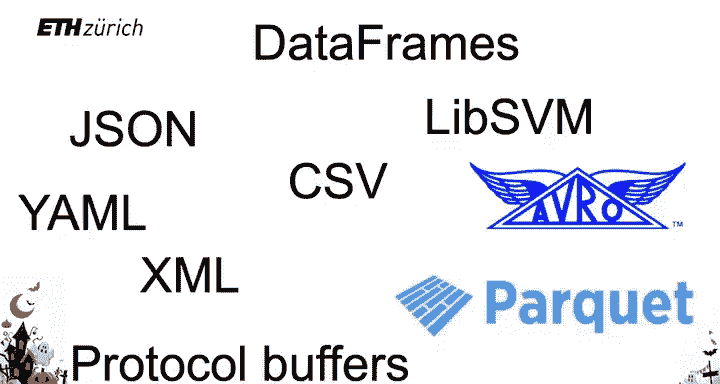 ETH zürich
DataFrames
JSON
LibSVM
CSV
AVRO ™
YAML
XML
Parquet
Protocol buffers